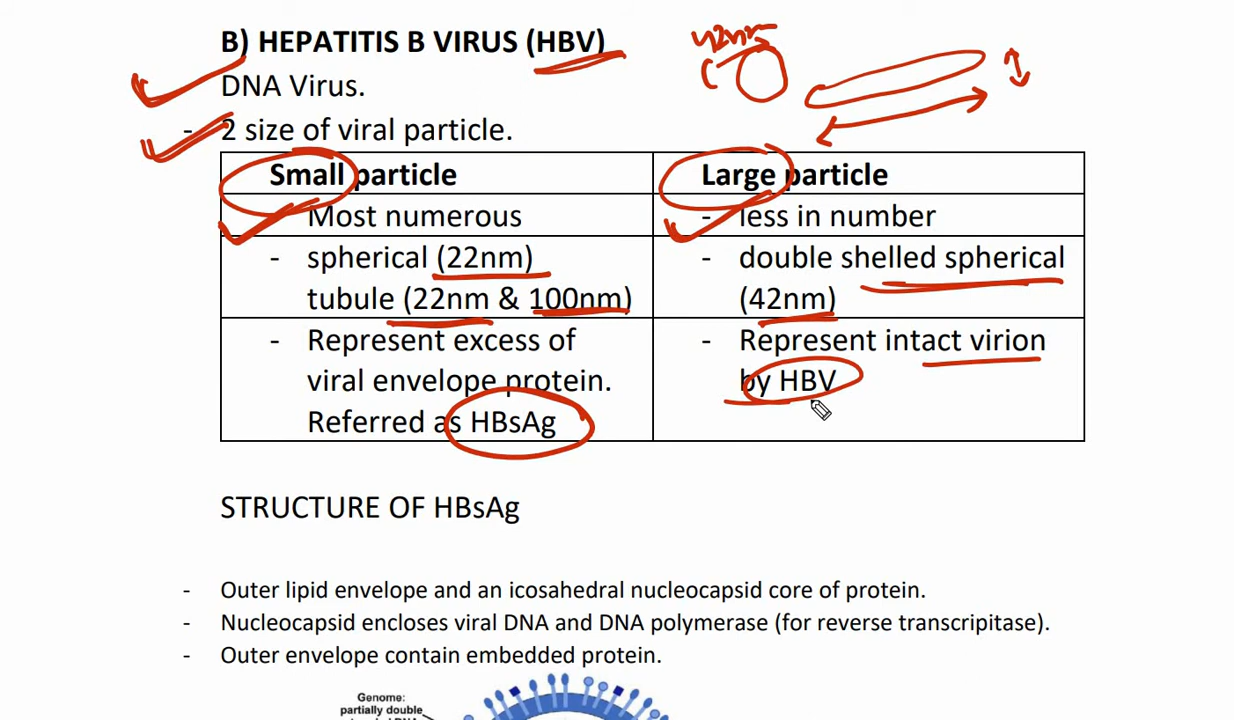 B) HEPATITIS B VIRUS (HBV)
42nm
DNA Virus.
- 2 size of viral particle.
Small particle
Large particle
Most numerous
- less in number
- spherical (22nm)
tubule (22nm & 100nm)
- double shelled spherical
(42nm)
- Represent excess of
viral envelope protein.
Referred as HBsAg
- Represent intact virion
by HBV
STRUCTURE OF HBsAg
- Outer lipid envelope and an icosahedral nucleocapsid core of protein.
- Nucleocapsid encloses viral DNA and DNA polymerase (for reverse transcripitase).
- Outer envelope contain embedded protein.
Genome:
partially double